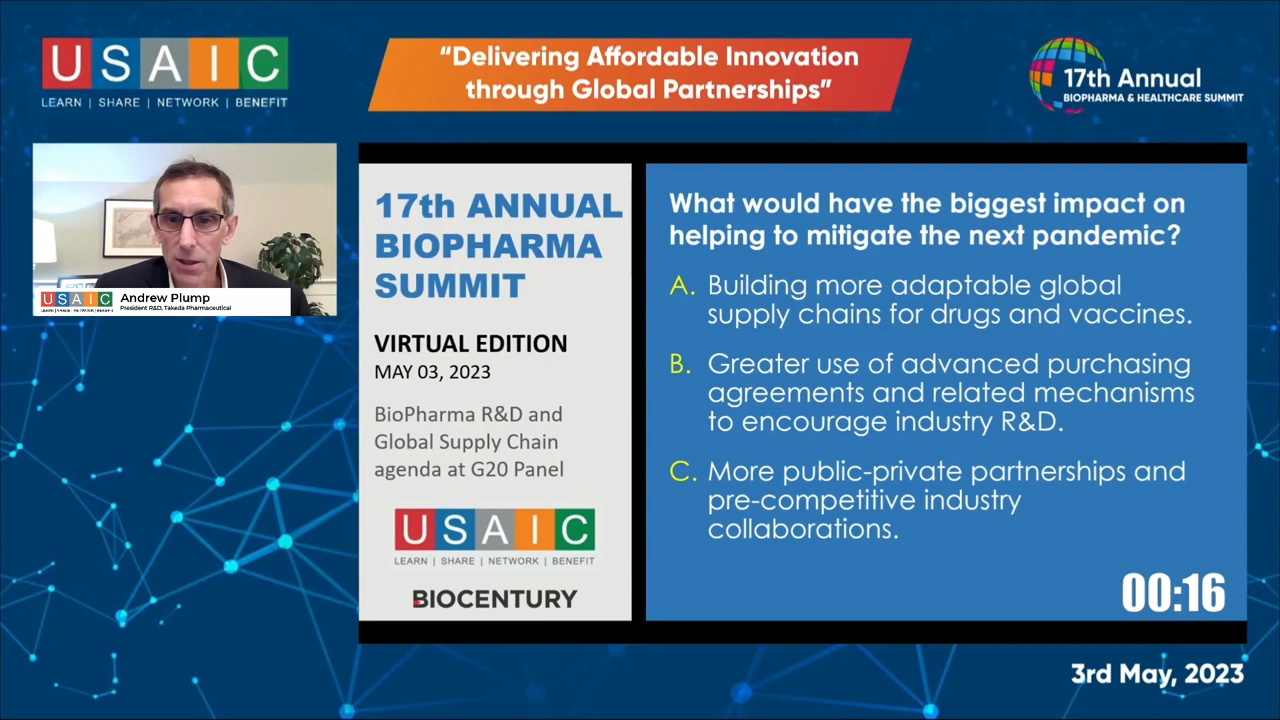 USAIC
LEARN | SHARE | NETWORK | BENEFIT
“Delivering Affordable Innovation
through Global Partnerships”
17th Annual
BIOPHARMA & HEALTHCARE SUMMIT
USAIC
Andrew Plump
President R&D, Takeda Pharmaceutical
17th ANNUAL
BIOPHARMA
SUMMIT
VIRTUAL EDITION
MAY 03, 2023
BioPharma R&D and
Global Supply Chain
agenda at G20 Panel
USAIC
LEARN | SHARE | NETWORK | BENEFIT
BIOCENTURY
What would have the biggest impact on
helping to mitigate the next pandemic?
A. Building more adaptable global
supply chains for drugs and vaccines.
B. Greater use of advanced purchasing
agreements and related mechanisms
to encourage industry R&D.
C. More public-private partnerships and
pre-competitive industry
collaborations.
00:16
3rd May, 2023